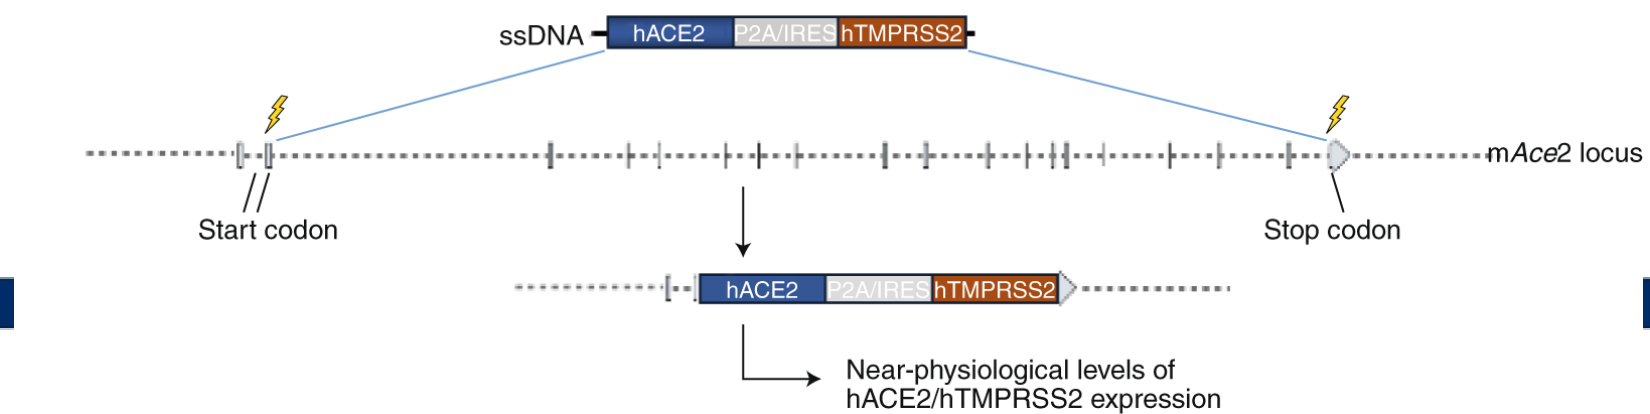 ssDNA hACE2 P2A/IRES hTMPRSS2
mAce2 locus
Start codon Stop codon
hACE2 P2A/IRES hTMPRSS2
Near-physiological levels of
hACE2/hTMPRSS2 expression